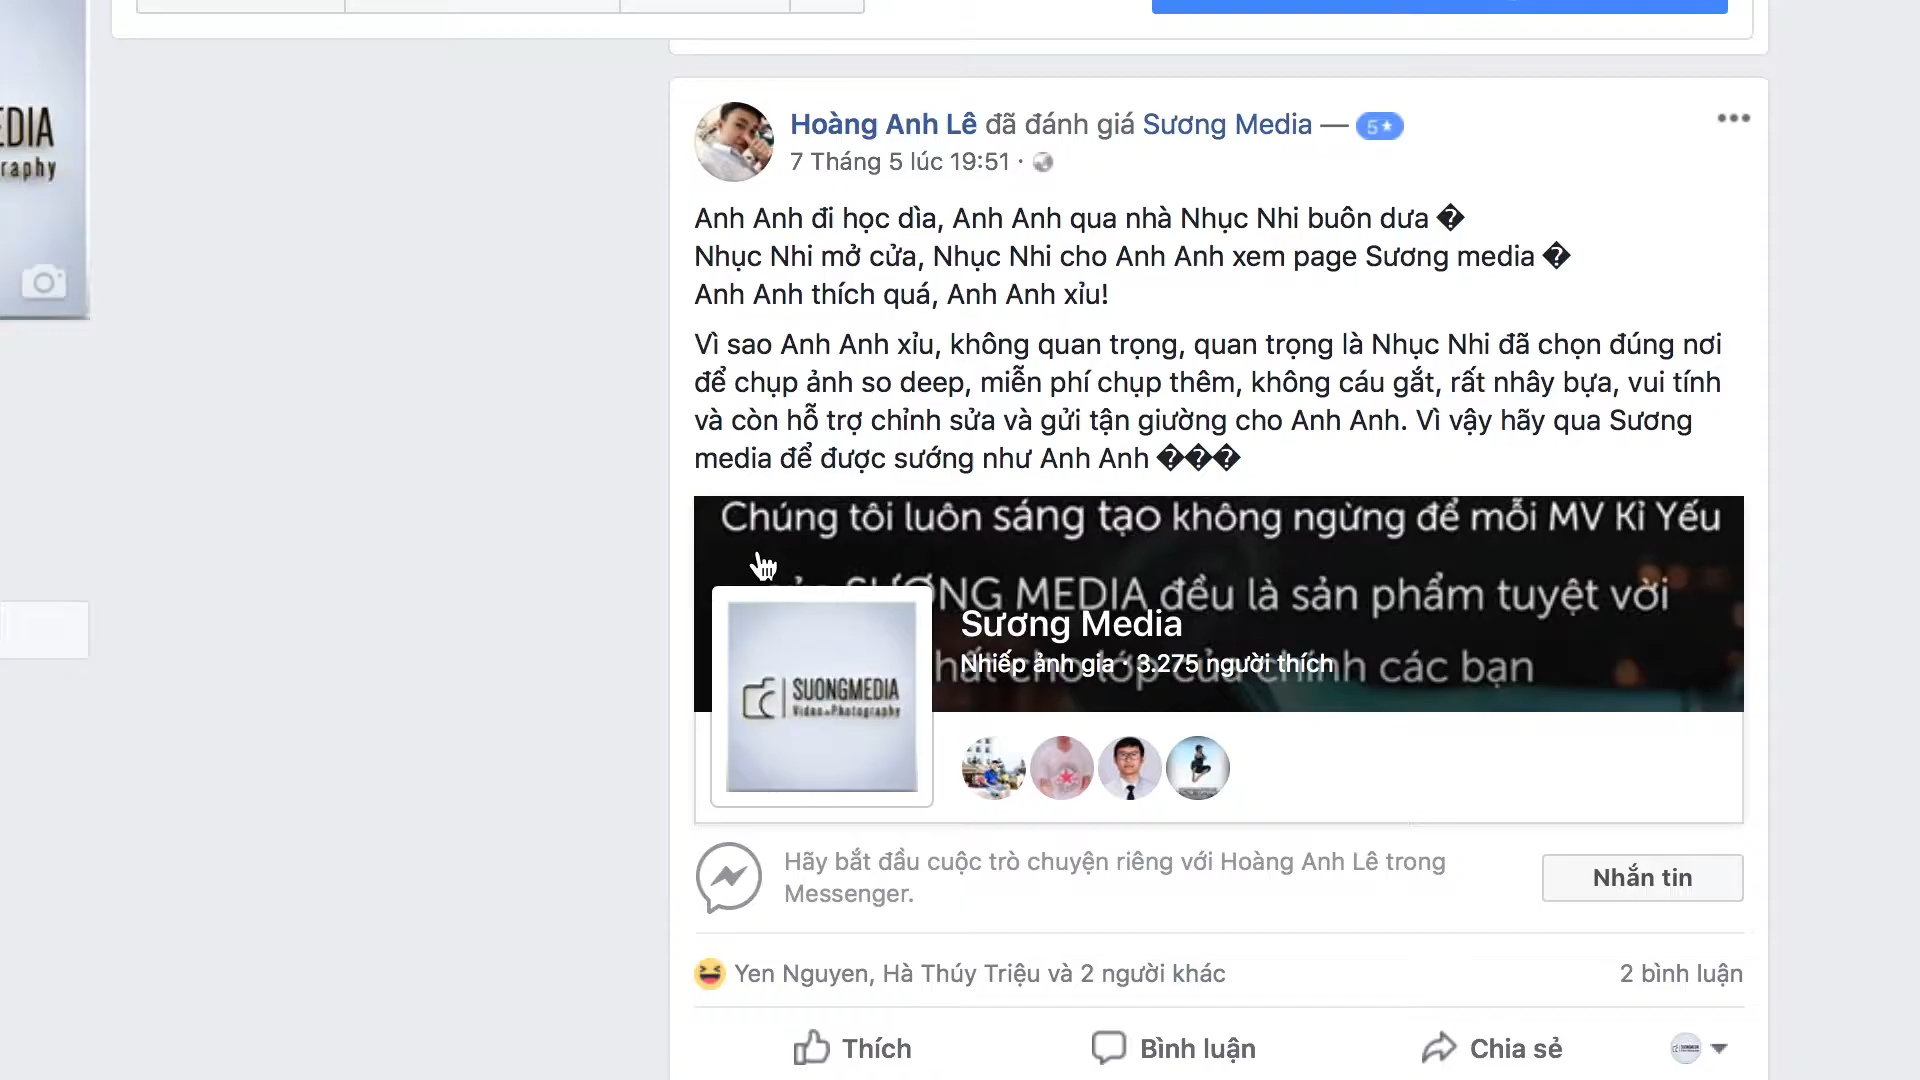 EDIA
raphy
Hoàng Anh Lê đã đánh giá Sương Media — 5★
7 Tháng 5 lúc 19:51 ·
Anh Anh đi học dìa, Anh Anh qua nhà Nhục Nhi buôn dưa �
Nhục Nhi mở cửa, Nhục Nhi cho Anh Anh xem page Sương media �
Anh Anh thích quá, Anh Anh xỉu!
Vì sao Anh Anh xỉu, không quan trọng, quan trọng là Nhục Nhi đã chọn đúng nơi
để chụp ảnh so deep, miễn phí chụp thêm, không cáu gắt, rất nhây bựa, vui tính
và còn hỗ trợ chỉnh sửa và gửi tận giường cho Anh Anh. Vì vậy hãy qua Sương
media để được sướng như Anh Anh ���
Chúng tôi luôn sáng tạo không ngừng để mỗi MV Kỉ Yếu
SƯƠNG MEDIA đều là sản phẩm tuyệt vời
Sương Media
Nhiếp ảnh gia · 3.275 người thích
hất cho lớp của chính các bạn
SUONGMEDIA
Video & Photography
Hãy bắt đầu cuộc trò chuyện riêng với Hoàng Anh Lê trong
Messenger.
Nhắn tin
Yen Nguyen, Hà Thúy Triệu và 2 người khác
2 bình luận
Thích
Bình luận
Chia sẻ